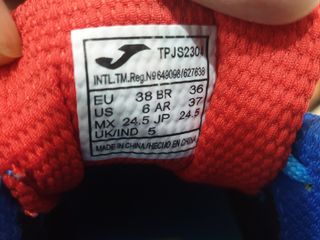 TPJS2304
INTL.TM.Reg.Nº649098/627638
EU 38 BR 36
US 6 AR 37
MX 24.5 JP 24.5
UK/IND 5
MADE IN CHINA/HECHO EN CHINA